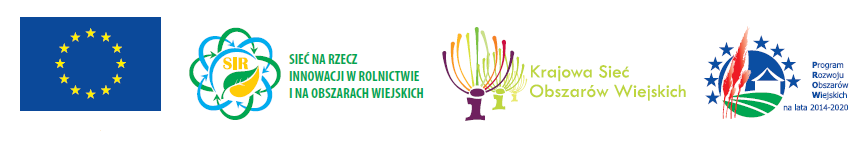 SIR
SIEĆ NA RZECZ
INNOWACJI W ROLNICTWIE
I NA OBSZARACH WIEJSKICH
Krajowa Sieć
Obszarów Wiejskich
Program
Rozwoju
Obszarów
Wiejskich
na lata 2014-2020